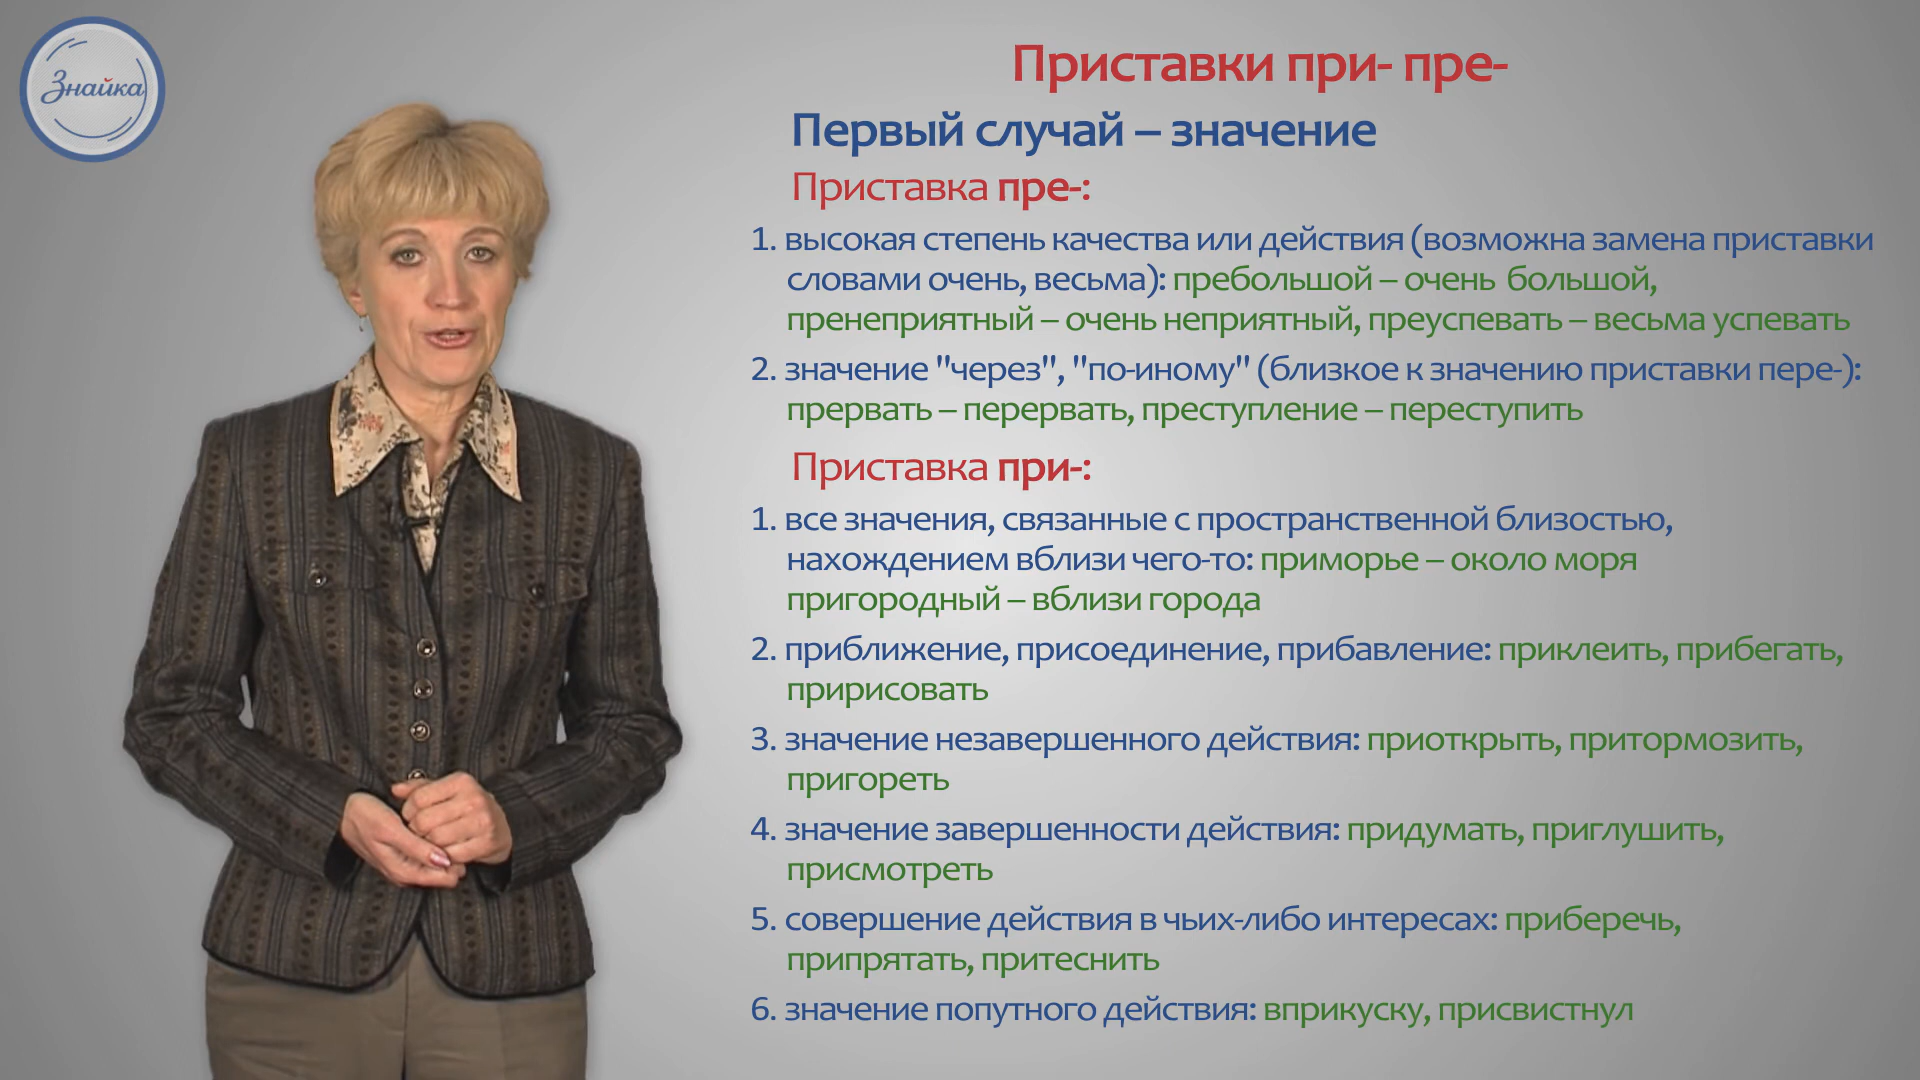 Знайка
Приставки при- пре-
Первый случай – значение
Приставка пре-:
1. высокая степень качества или действия (возможна замена приставки
словами очень, весьма): пребольшой – очень большой,
пренеприятный – очень неприятный, преуспевать – весьма успевать
2. значение "через", "по-иному" (близкое к значению приставки пере-):
прервать – перервать, преступление – переступить
Приставка при-:
1. все значения, связанные с пространственной близостью,
нахождением вблизи чего-то: приморье – около моря
пригородный – вблизи города
2. приближение, присоединение, прибавление: приклеить, прибегать,
пририсовать
3. значение незавершенного действия: приоткрыть, притормозить,
пригореть
4. значение завершенности действия: придумать, приглушить,
присмотреть
5. совершение действия в чьих-либо интересах: приберечь,
припрятать, притеснить
6. значение попутного действия: вприкуску, присвистнул